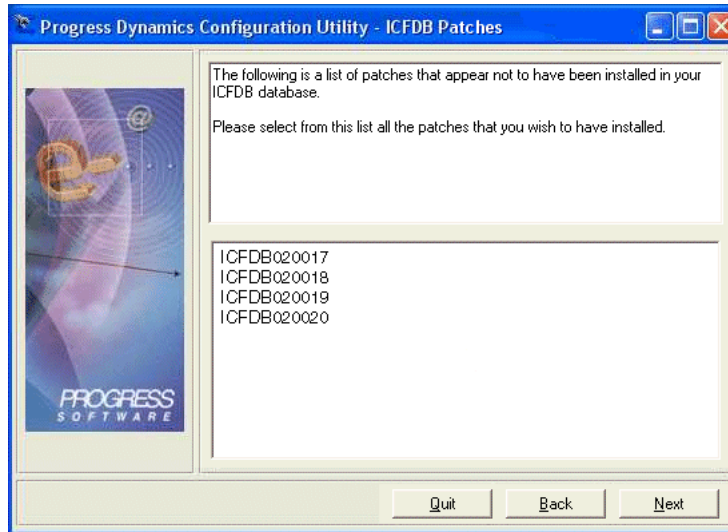 Progress Dynamics Configuration Utility - ICFDB Patches
The following is a list of patches that appear not to have been installed in your
ICFDB database.
Please select from this list all the patches that you wish to have installed.
@
e-
ICFDB020017
ICFDB020018
ICFDB020019
ICFDB020020
PROGRESS
SOFTWARE
Quit
Back
Next